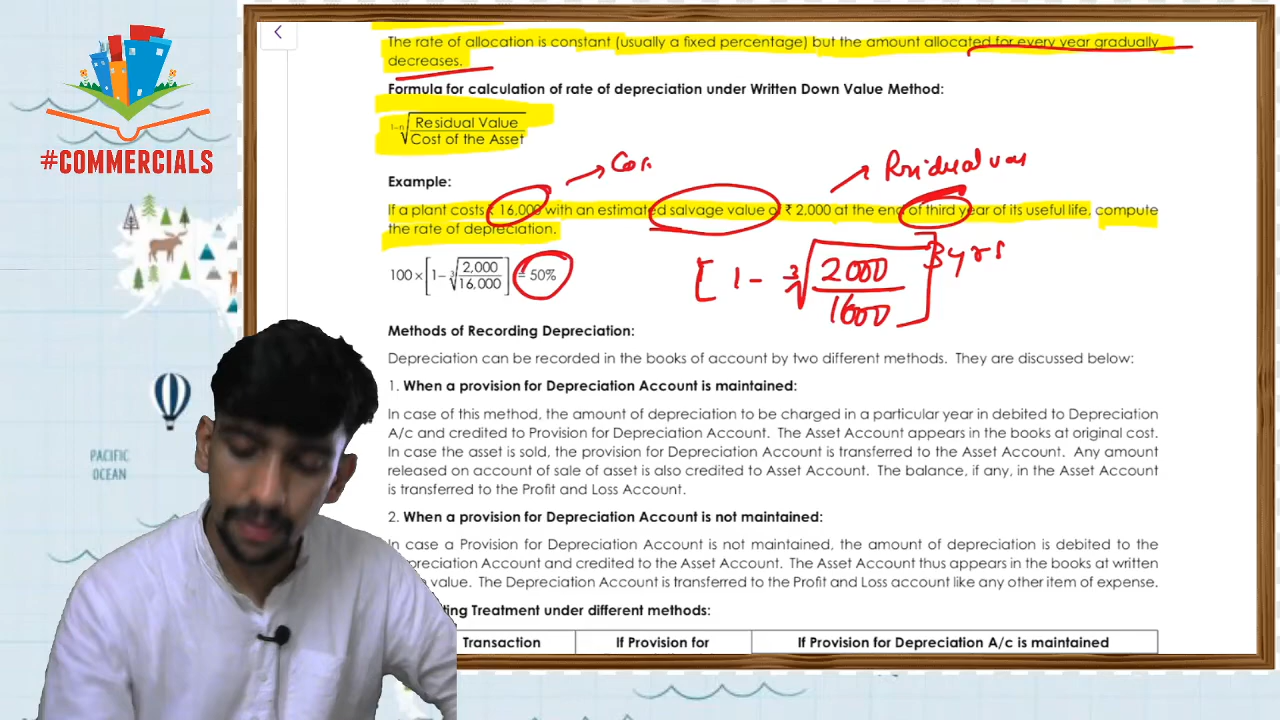 #COMMERCIALS
PACIFIC
OCEAN
The rate of allocation is constant (usually a fixed percentage) but the amount allocated for every year gradually
decreases.
Formula for calculation of rate of depreciation under Written Down Value Method:
1−n√ Residual Value
Cost of the Asset
Example:
If a plant costs ₹ 16,000 with an estimated salvage value of ₹ 2,000 at the end of third year of its useful life, compute
the rate of depreciation.
→ Cos.
→ Residual van
3 yrs
100 × [1− 3√ 2,000 / 16,000] = 50%
[1 − 3√ 2000 / 1600]
Methods of Recording Depreciation:
Depreciation can be recorded in the books of account by two different methods. They are discussed below:
1. When a provision for Depreciation Account is maintained:
In case of this method, the amount of depreciation to be charged in a particular year in debited to Depreciation
A/c and credited to Provision for Depreciation Account. The Asset Account appears in the books at original cost.
In case the asset is sold, the provision for Depreciation Account is transferred to the Asset Account. Any amount
released on account of sale of asset is also credited to Asset Account. The balance, if any, in the Asset Account
is transferred to the Profit and Loss Account.
2. When a provision for Depreciation Account is not maintained:
In case a Provision for Depreciation Account is not maintained, the amount of depreciation is debited to the
preciation Account and credited to the Asset Account. The Asset Account thus appears in the books at written
value. The Depreciation Account is transferred to the Profit and Loss account like any other item of expense.
ting Treatment under different methods:
Transaction
If Provision for
If Provision for Depreciation A/c is maintained